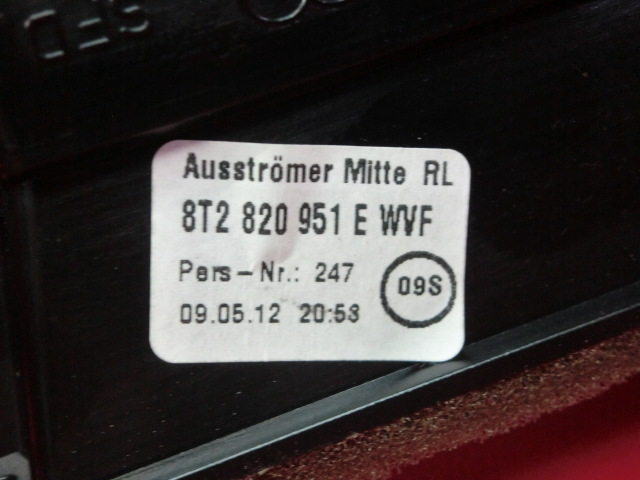 Ausströmer Mitte RL
8T2 820 951 E WVF
Pers-Nr.: 247
09S
09.05.12 20:53